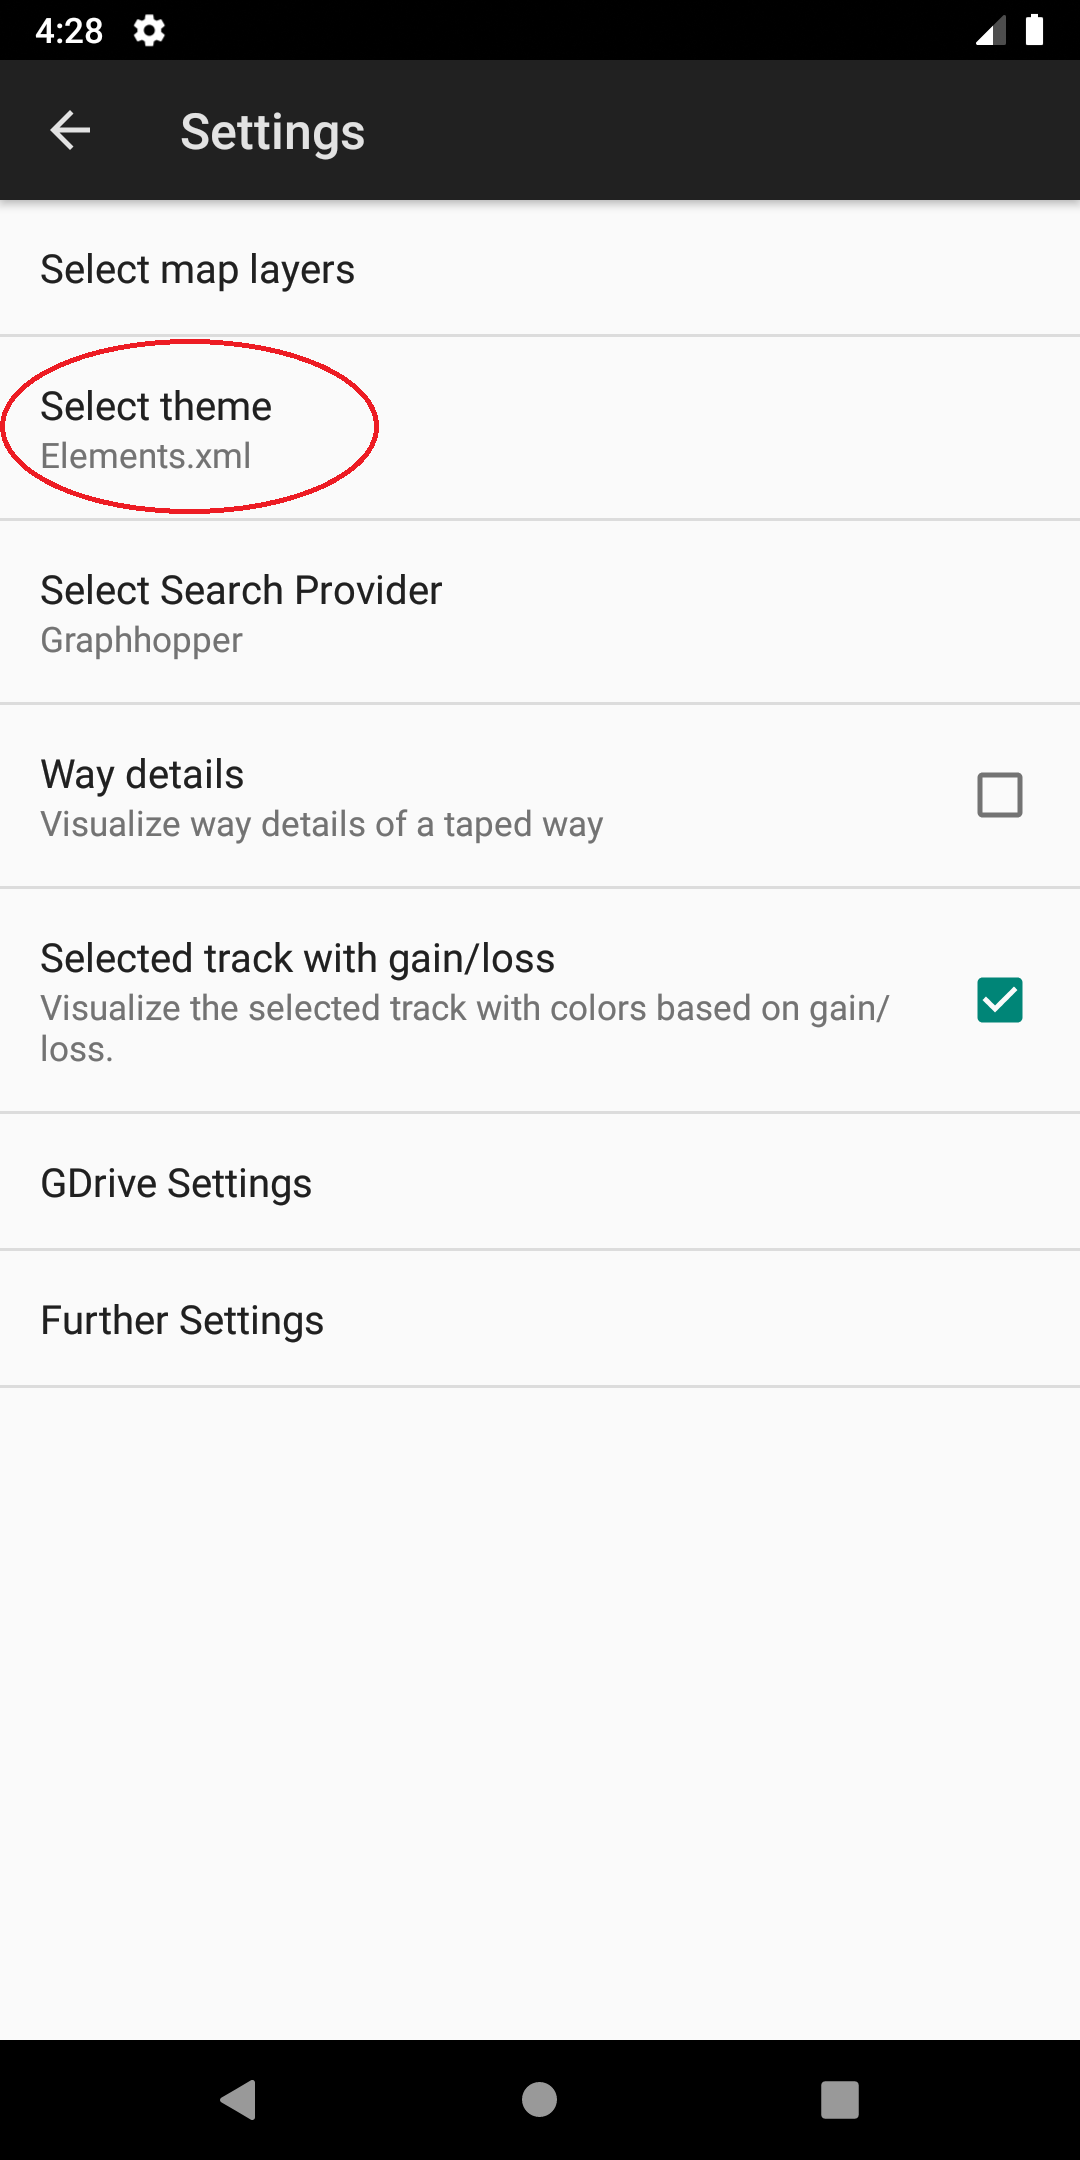 4:28
Settings
Select map layers
Select theme
Elements.xml
Select Search Provider
Graphhopper
Way details
Visualize way details of a taped way
Selected track with gain/loss
Visualize the selected track with colors based on gain/
loss.
GDrive Settings
Further Settings